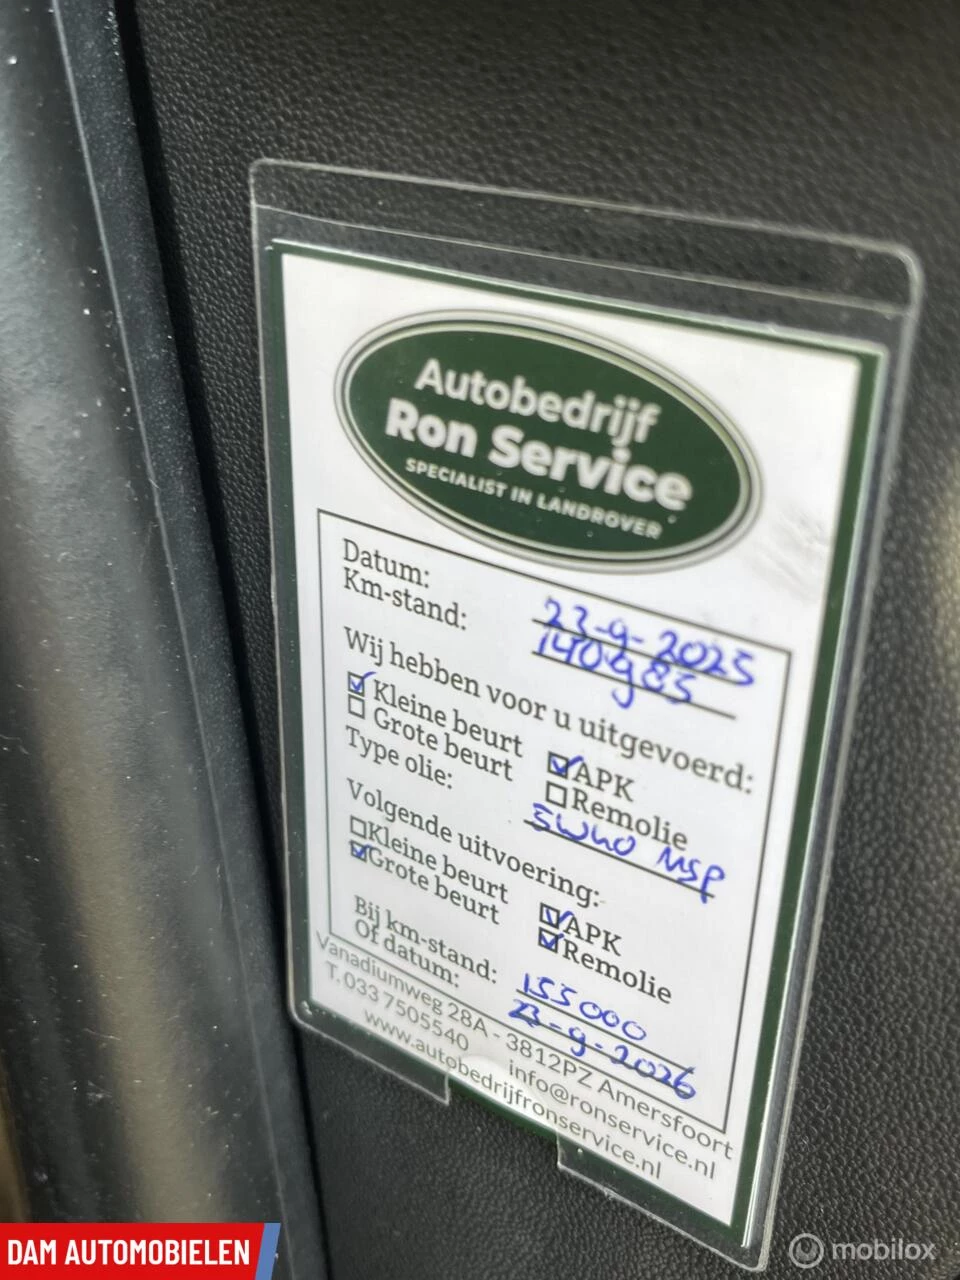 Autobedrijf
Ron Service
SPECIALIST IN LANDROVER
Datum: 23-9-2025
Km-stand: 140985
Wij hebben voor u uitgevoerd:
Kleine beurt APK
Grote beurt Remolie
Type olie: 5W40 MSP
Volgende uitvoering:
Kleine beurt APK
Grote beurt Remolie
Bij km-stand: 155000
Of datum: 23-9-2026
Vanadiumweg 28A - 3812PZ Amersfoort
T. 033 7505540 info@ronservice.nl
www.autobedrijfronservice.nl
DAM AUTOMOBIELEN
mobilox